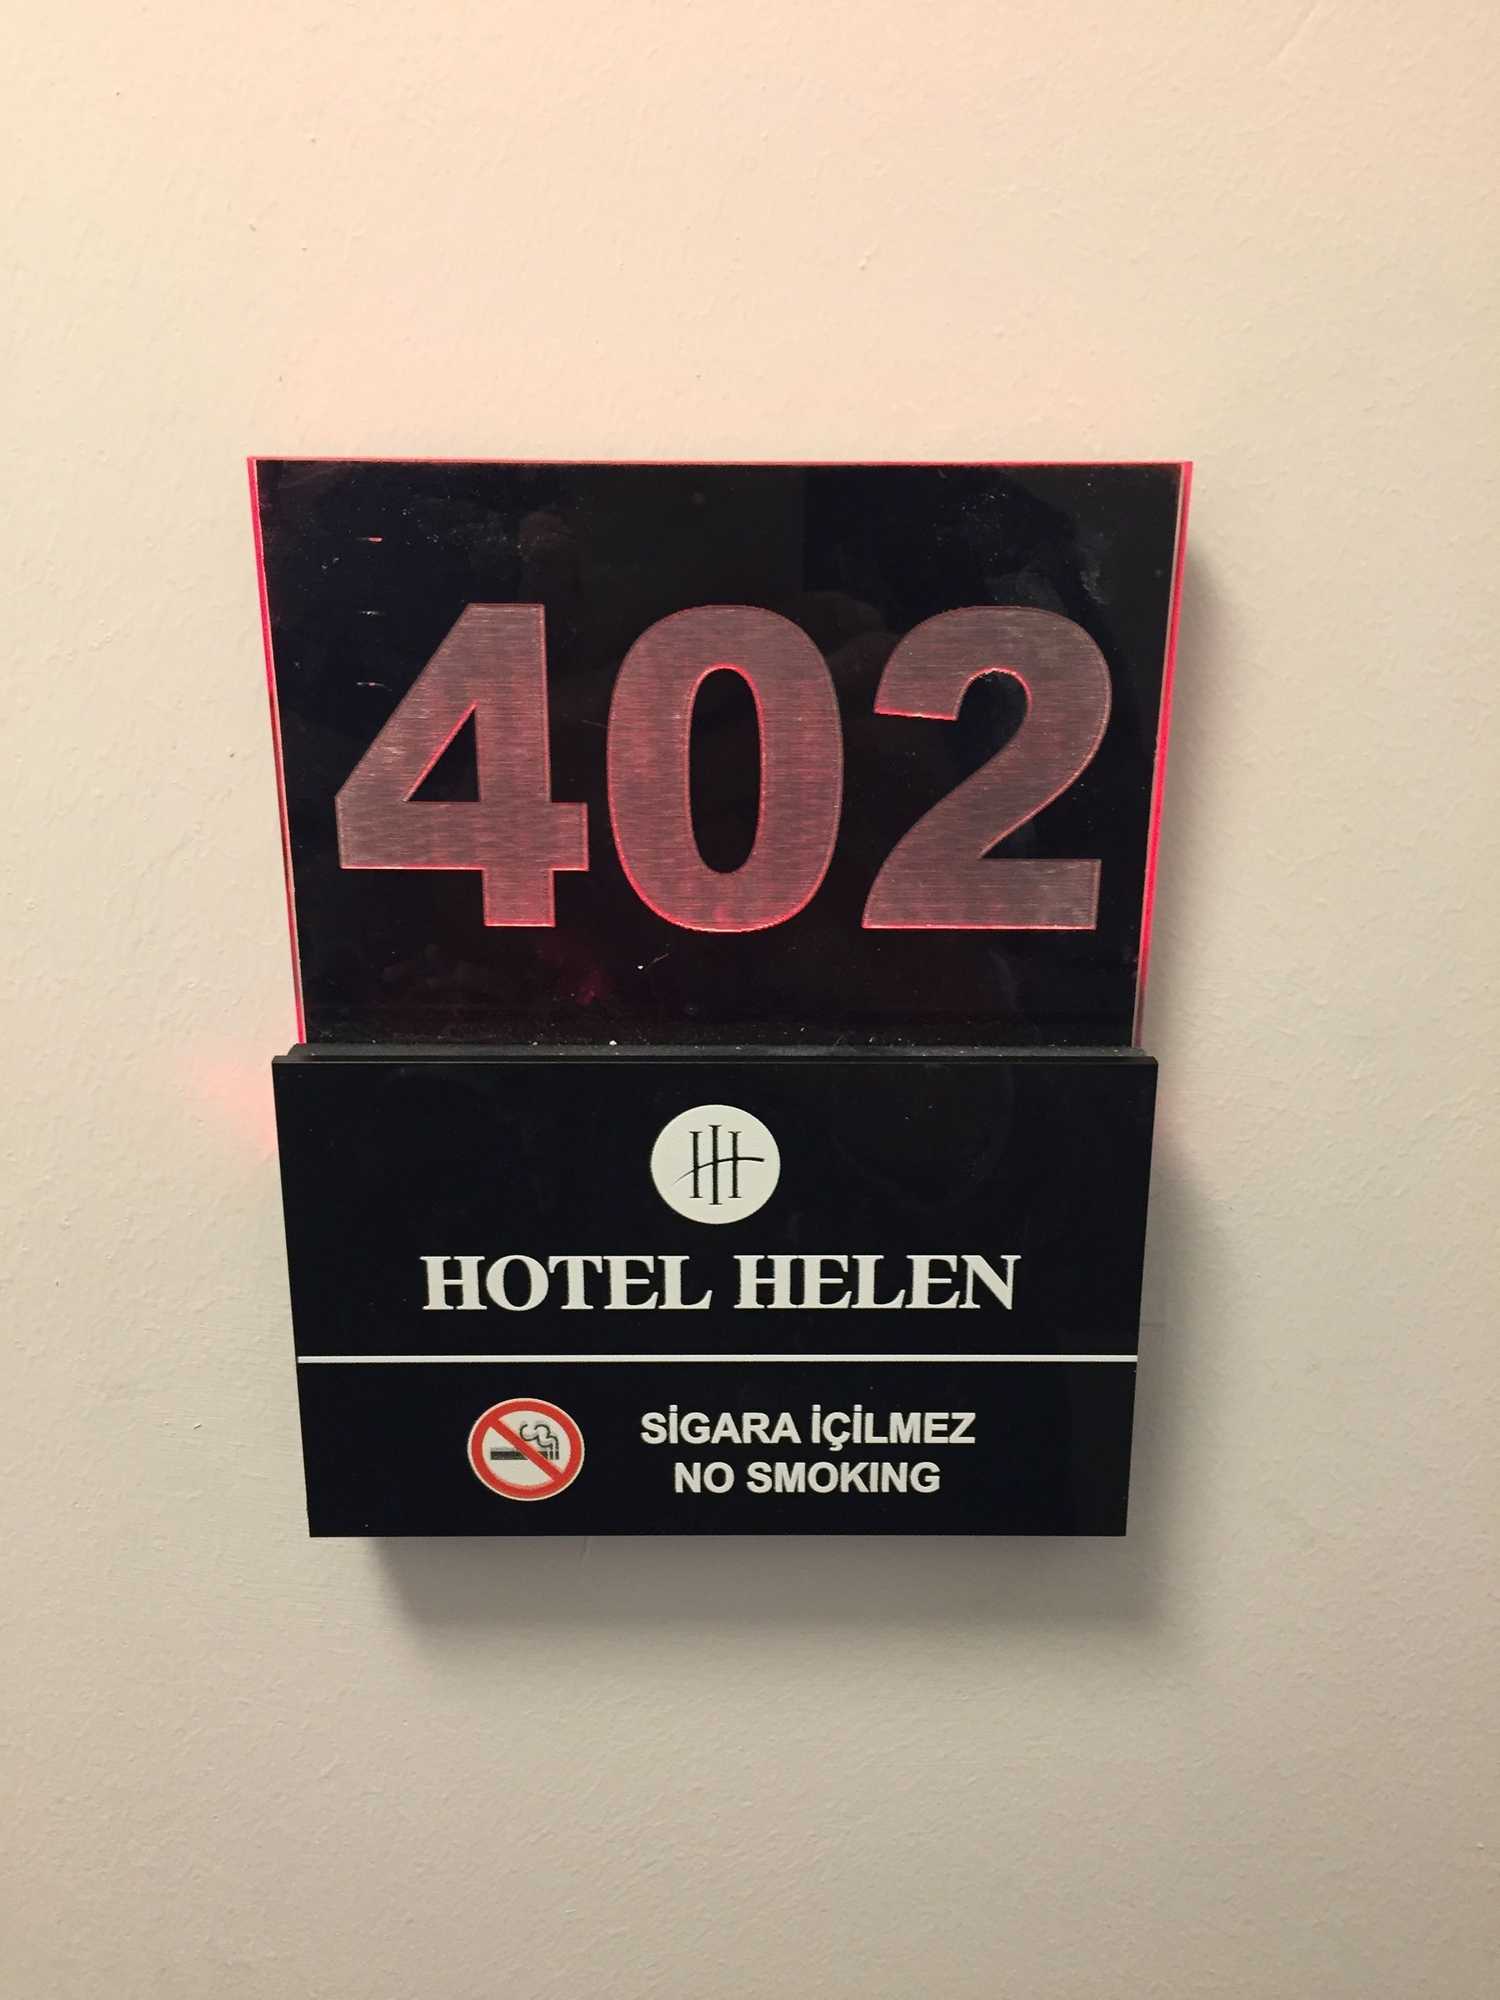 402
HOTEL HELEN
SİGARA İÇİLMEZ
NO SMOKING